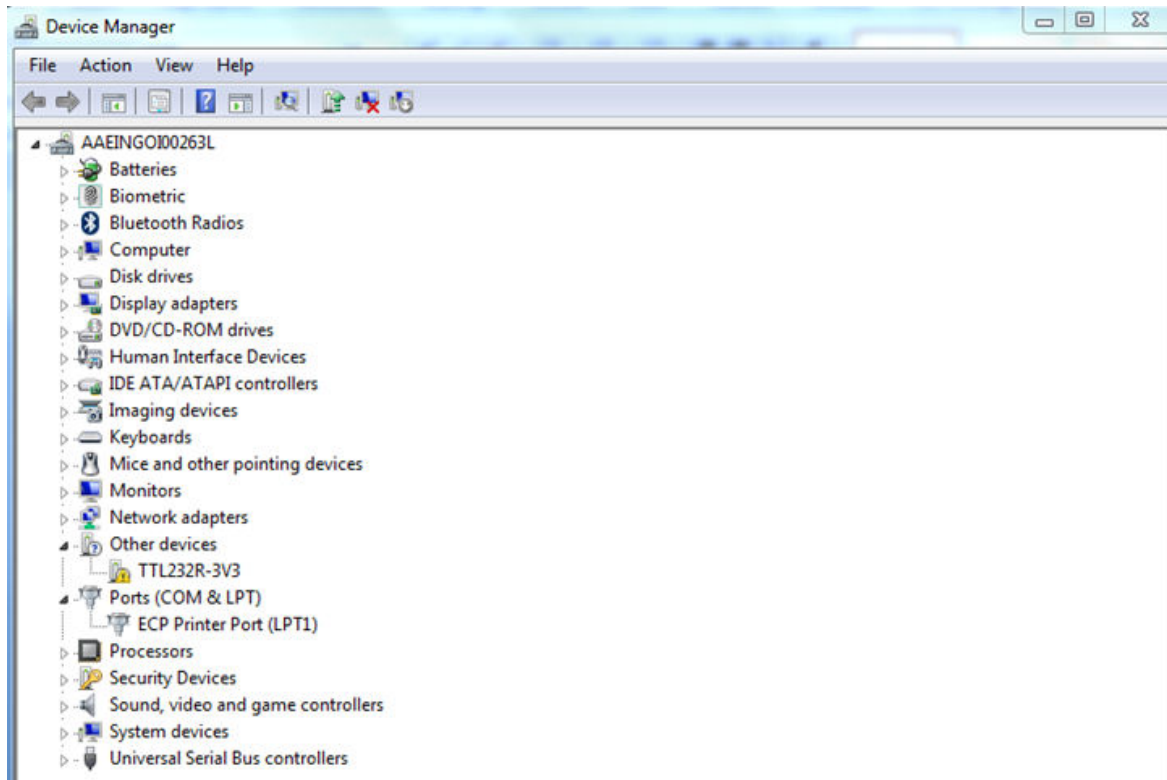 Device Manager
File Action View Help
AAEINGOI00263L
Batteries
Biometric
Bluetooth Radios
Computer
Disk drives
Display adapters
DVD/CD-ROM drives
Human Interface Devices
IDE ATA/ATAPI controllers
Imaging devices
Keyboards
Mice and other pointing devices
Monitors
Network adapters
Other devices
TTL232R-3V3
Ports (COM & LPT)
ECP Printer Port (LPT1)
Processors
Security Devices
Sound, video and game controllers
System devices
Universal Serial Bus controllers